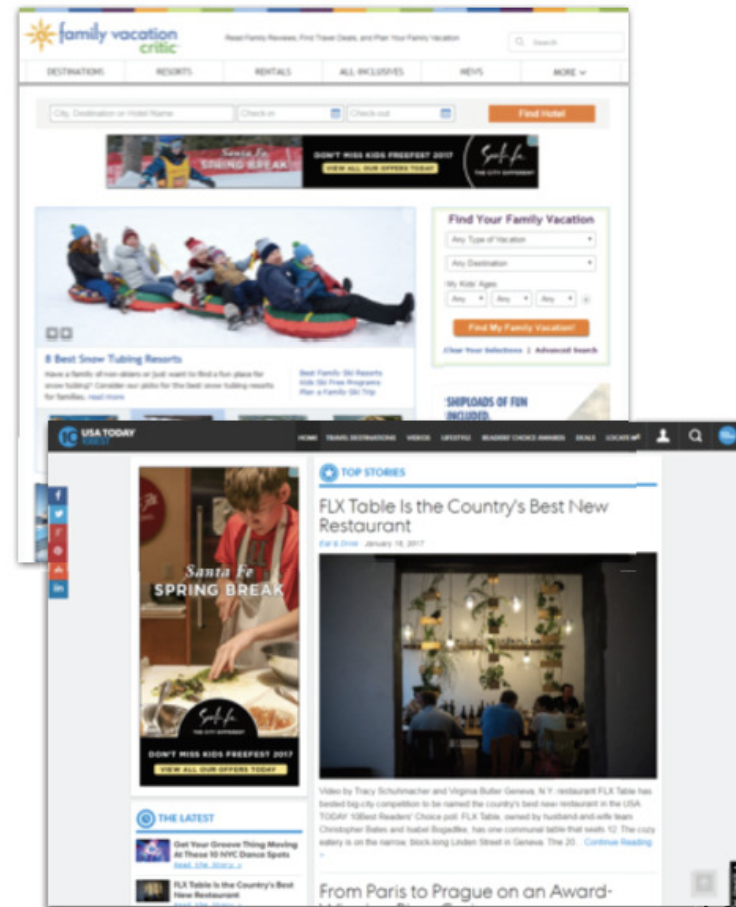 family vacation
critic
Read Family Reviews, Find Travel Deals, and Plan Your Family Vacation
Search
DESTINATIONS RESORTS RENTALS ALL-INCLUSIVES NEWS MORE
City, Destination or Hotel Name Check-in Check-out Find Hotel
Santa Fe
SPRING BREAK
DON'T MISS KIDS FREEFEST 2017
VIEW ALL OUR OFFERS TODAY
Santa Fe
THE CITY DIFFERENT
Find Your Family Vacation
Any Type of Vacation
Any Destination
My Kids' Ages:
Any Any Any
Find My Family Vacation!
Clear Your Selections | Advanced Search
8 Best Snow Tubing Resorts
Have a family of non-skiers or just want to find a fun place for
snow tubing? Consider our picks for the best snow tubing resorts
for families. read more
Best Family Ski Resorts
Kids Ski Free Programs
Plan a Family Ski Trip
SHIPLOADS OF FUN
INCLUDED.
10 USA TODAY
10BEST
HOME TRAVEL DESTINATIONS VIDEOS LIFESTYLE READERS' CHOICE AWARDS DEALS LOCATE ME
Santa Fe
SPRING BREAK
Santa Fe
THE CITY DIFFERENT
DON'T MISS KIDS FREEFEST 2017
VIEW ALL OUR OFFERS TODAY
TOP STORIES
FLX Table Is the Country's Best New
Restaurant
Eat & Drink January 18, 2017
Video by Tracy Schuhmacher and Virginia Butler Geneva, N.Y. restaurant FLX Table has
bested big-city competition to be named the country's best new restaurant in the USA
TODAY 10Best Readers' Choice poll. FLX Table, owned by husband-and-wife team
Christopher Bates and Isabel Bogadtke, has one communal table that seats 12. The cozy
eatery is on the narrow, block-long Linden Street in Geneva. The 20... Continue Reading
>
From Paris to Prague on an Award-
THE LATEST
Get Your Groove Thing Moving
At These 10 NYC Dance Spots
Read the Story >
FLX Table Is the Country's Best
New Restaurant
Read the Story >